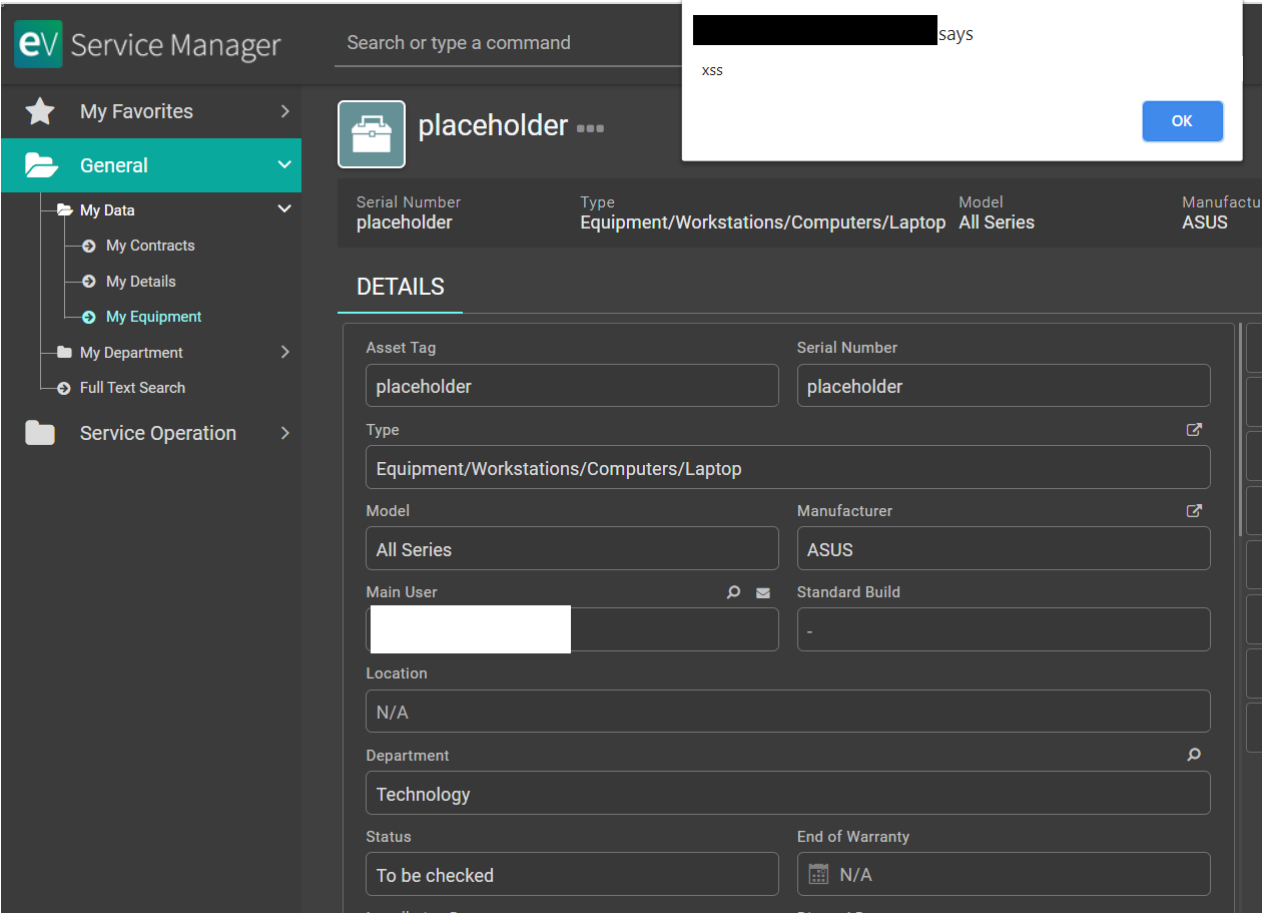 eV Service Manager
Search or type a command
says
xss
OK
My Favorites
General
My Data
My Contracts
My Details
My Equipment
My Department
Full Text Search
Service Operation
placeholder
Serial Number
placeholder
Type
Equipment/Workstations/Computers/Laptop
Model
All Series
Manufactu
ASUS
DETAILS
Asset Tag
placeholder
Serial Number
placeholder
Type
Equipment/Workstations/Computers/Laptop
Model
All Series
Manufacturer
ASUS
Main User
Standard Build
-
Location
N/A
Department
Technology
Status
To be checked
End of Warranty
N/A